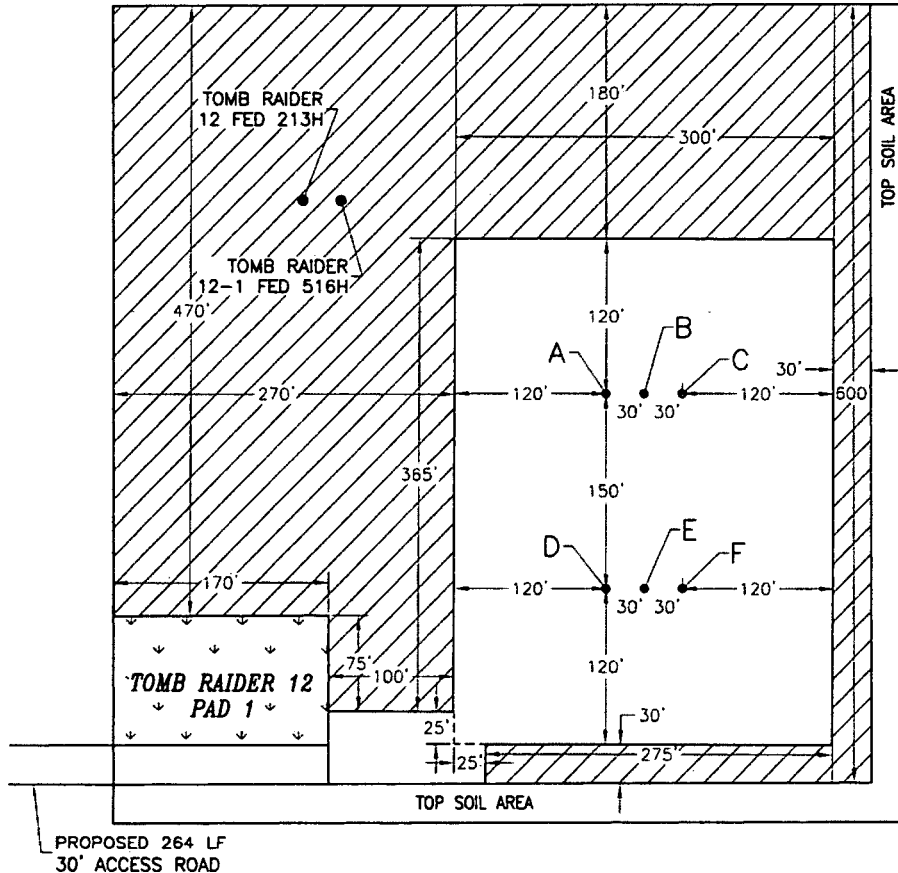 TOMB RAIDER
12 FED 213H
180'
300'
TOP SOIL AREA
TOMB RAIDER
12-1 FED 516H
470'
120'
A
B
C
30'
270'
120'
30'
30'
120'
600'
365'
150'
D
E
F
170'
120'
30'
30'
120'
75'
100'
120'
TOMB RAIDER 12
PAD 1
25'
30'
25'
275'
TOP SOIL AREA
PROPOSED 264 LF
30' ACCESS ROAD